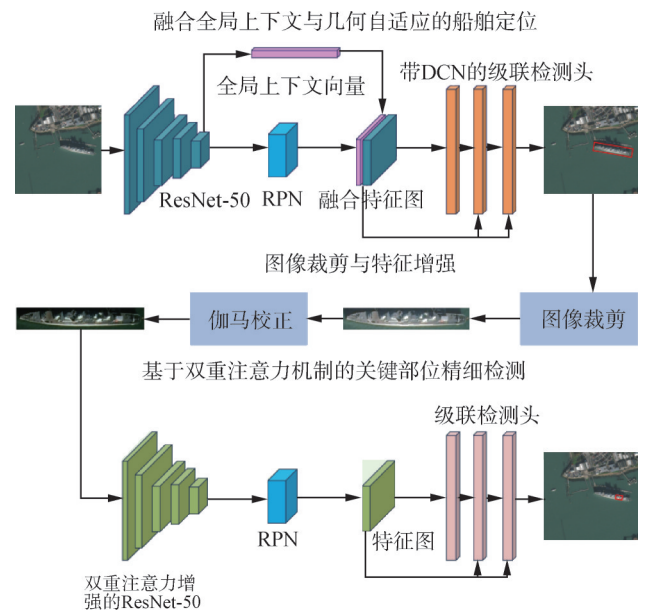 融合全局上下文与几何自适应的船舶定位
全局上下文向量
带DCN的级联检测头
ResNet-50
RPN
融合特征图
图像裁剪与特征增强
伽马校正
图像裁剪
基于双重注意力机制的关键部位精细检测
级联检测头
RPN
特征图
双重注意力增
强的ResNet-50